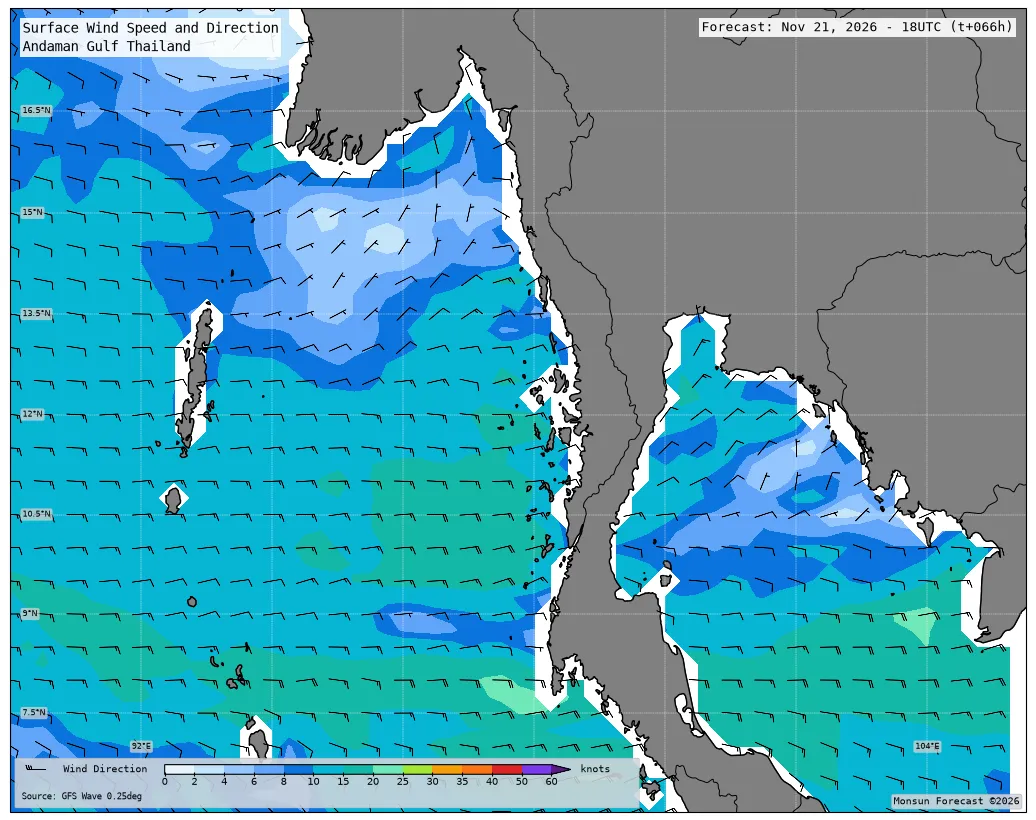 Surface Wind Speed and Direction
Andaman Gulf Thailand
Forecast: Nov 21, 2026 - 18UTC (t+066h)
16.5°N
15°N
13.5°N
12°N
10.5°N
9°N
7.5°N
92°E
104°E
Wind Direction
knots
0 2 4 6 8 10 15 20 25 30 35 40 50 60
Source: GFS Wave 0.25deg
Monsun Forecast ©2026